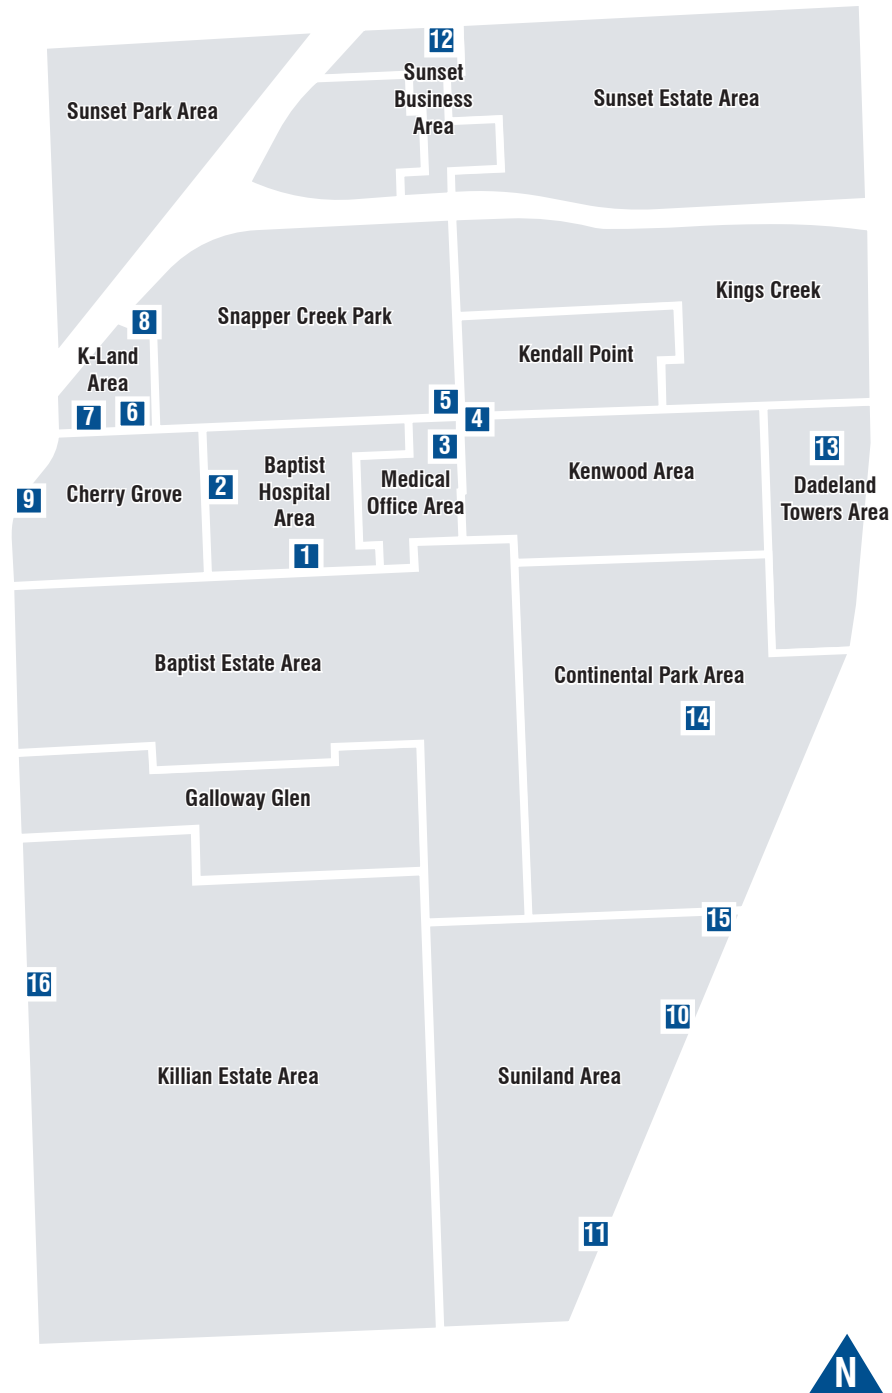 12
Sunset
Business
Area
Sunset Park Area
Sunset Estate Area
Kings Creek
Snapper Creek Park
8
K-Land
Area
Kendall Point
7
6
5
4
3
13
Baptist
Hospital
Area
Medical
Office Area
Kenwood Area
Dadeland
Towers Area
9
Cherry Grove
2
1
Baptist Estate Area
Continental Park Area
14
Galloway Glen
15
16
10
Killian Estate Area
Suniland Area
11
N